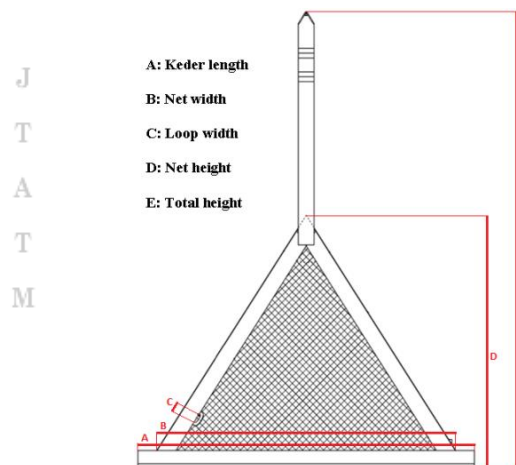 J
T
A
T
M
A: Keder length
B: Net width
C: Loop width
D: Net height
E: Total height
D
C
B
A